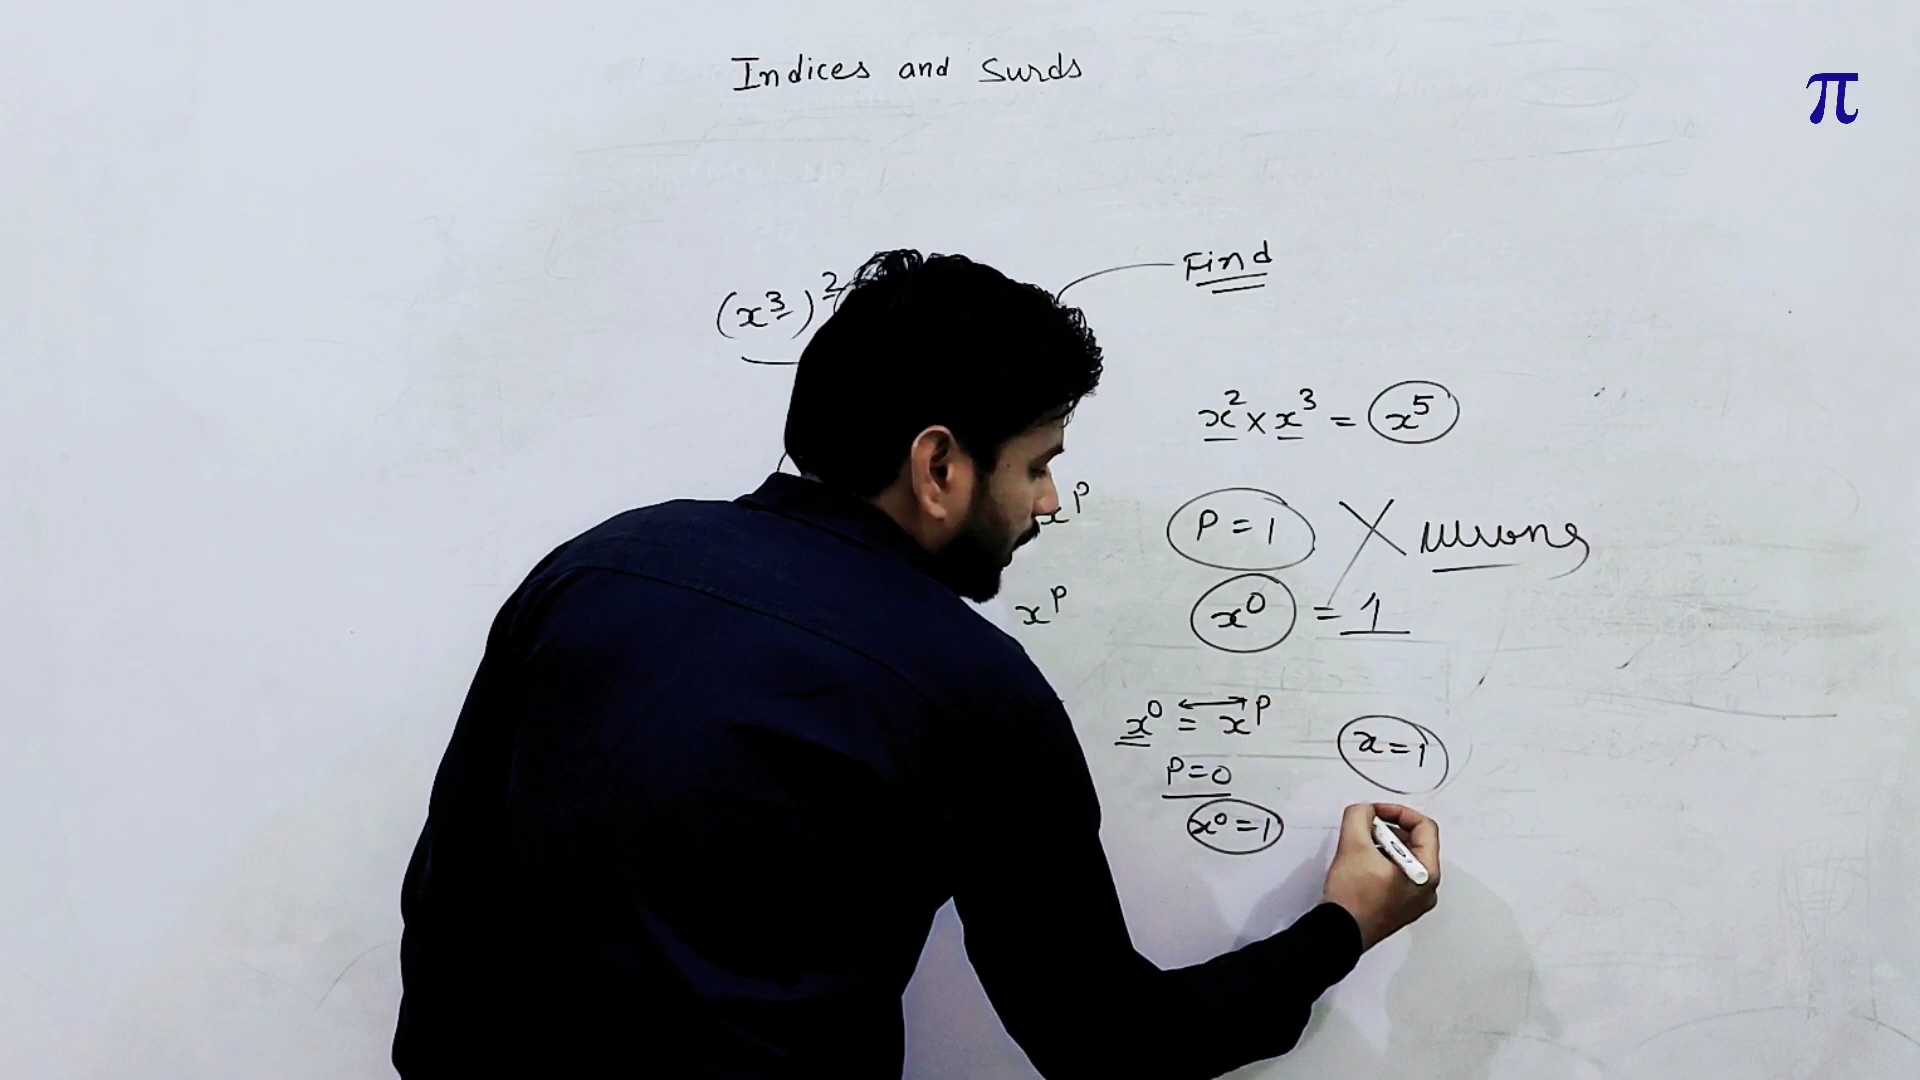 Indices and Surds
π
Find
(x³)²
x² × x³ = x⁵
xᴾ
P = 1 X wrong
xᴾ
x⁰ = 1
x⁰ = xᴾ
x = 1
P = 0
x⁰ = 1